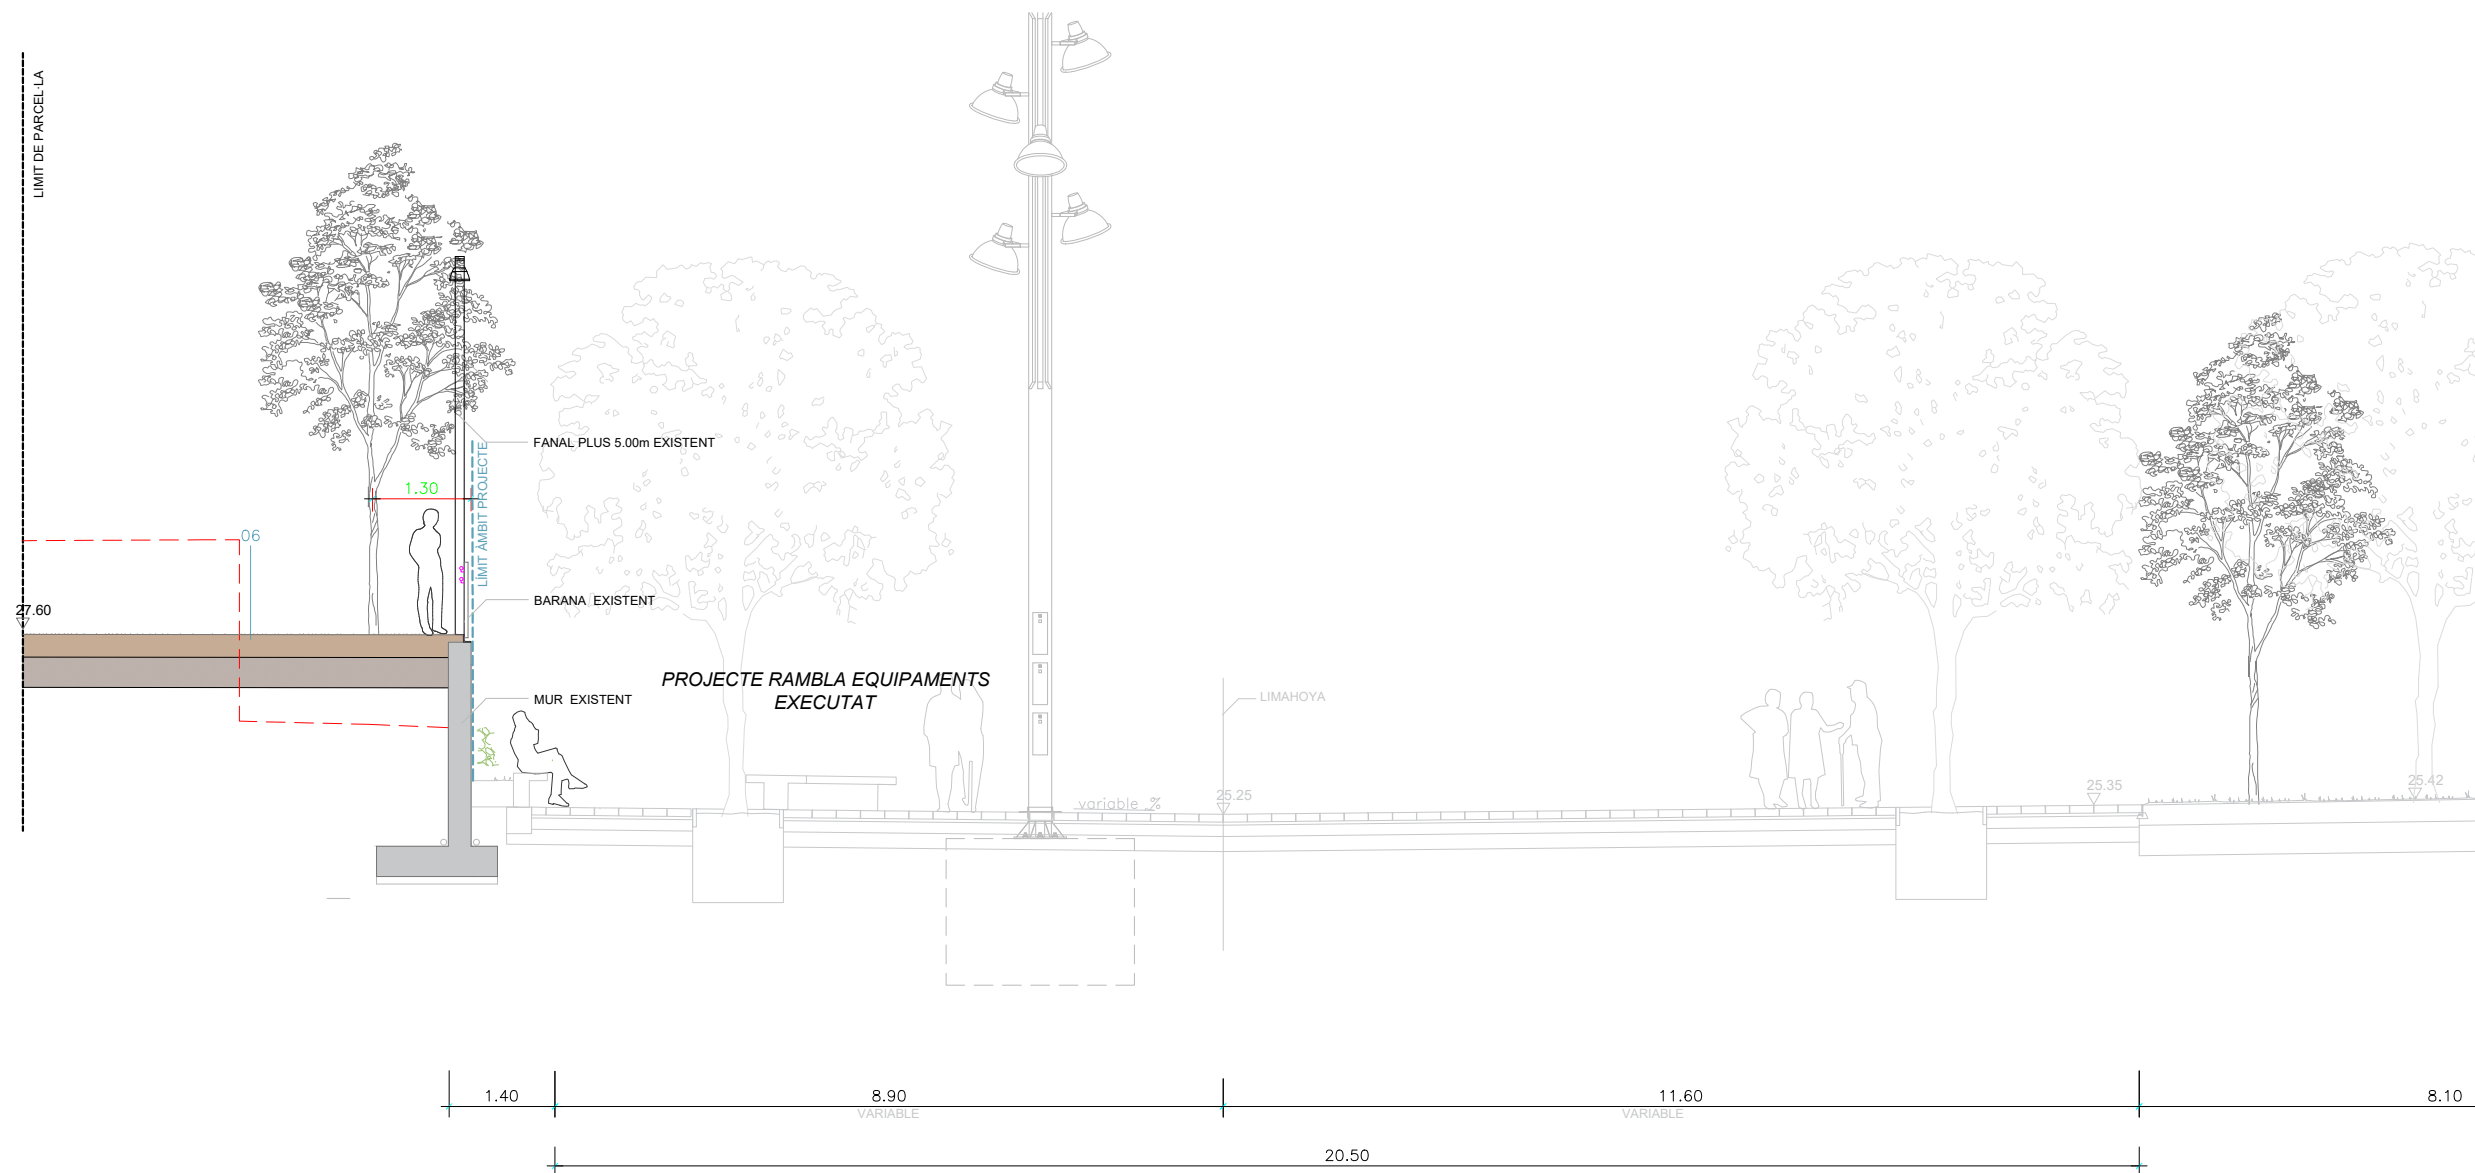 LIMIT DE PARCEL·LA
FANAL PLUS 5.00m EXISTENT
LÍMIT ÀMBIT PROJECTE
1.30
06
27.60
BARANA EXISTENT
PROJECTE RAMBLA EQUIPAMENTS
EXECUTAT
MUR EXISTENT
LIMAHOYA
variable %
25.25
25.35
25.42
1.40
8.90
VARIABLE
11.60
VARIABLE
8.10
20.50